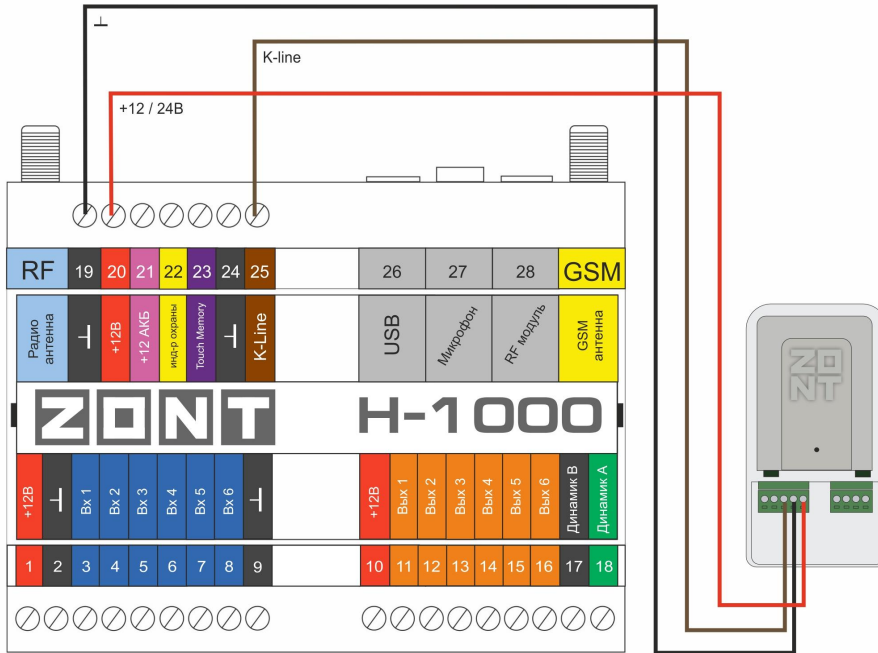 ⊥
K-line
+12 / 24В
RF 19 20 21 22 23 24 25 26 27 28 GSM
Радио
антенна
⊥
+12В
+12 АКБ
инд-р охраны
Touch Memory
⊥
K-Line
USB
Микрофон
RF модуль
GSM
антенна
ZONT H-1000
ZONT
+12В
⊥
Вх 1
Вх 2
Вх 3
Вх 4
Вх 5
Вх 6
⊥
+12В
Вых 1
Вых 2
Вых 3
Вых 4
Вых 5
Вых 6
Динамик B
Динамик A
1 2 3 4 5 6 7 8 9 10 11 12 13 14 15 16 17 18